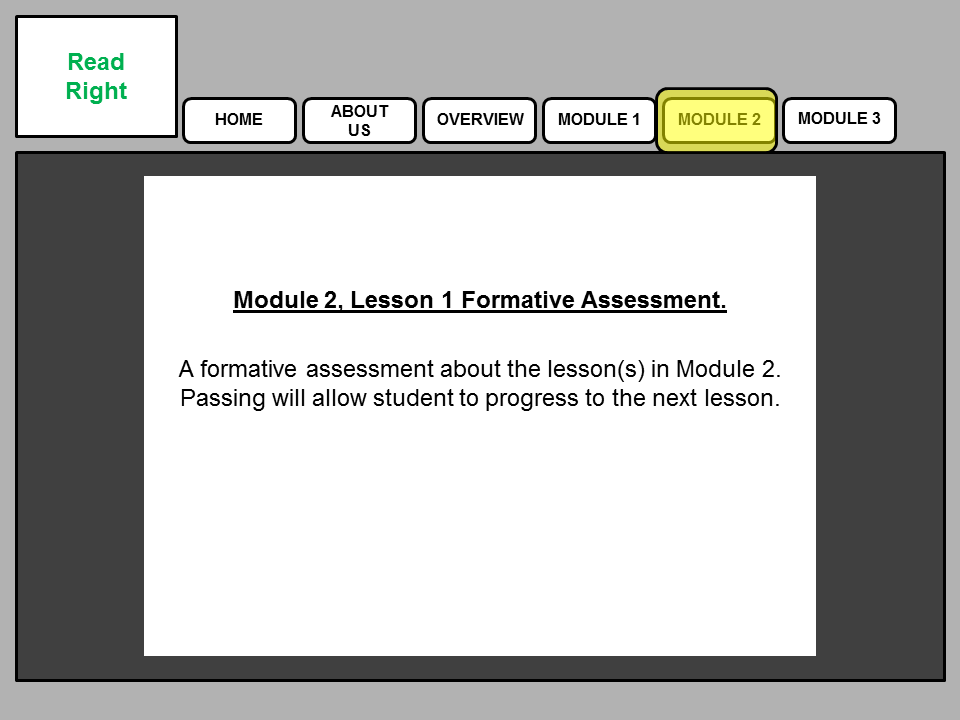 Read
Right
HOME
ABOUT
US
OVERVIEW
MODULE 1
MODULE 2
MODULE 3
Module 2, Lesson 1 Formative Assessment.
A formative assessment about the lesson(s) in Module 2.
Passing will allow student to progress to the next lesson.